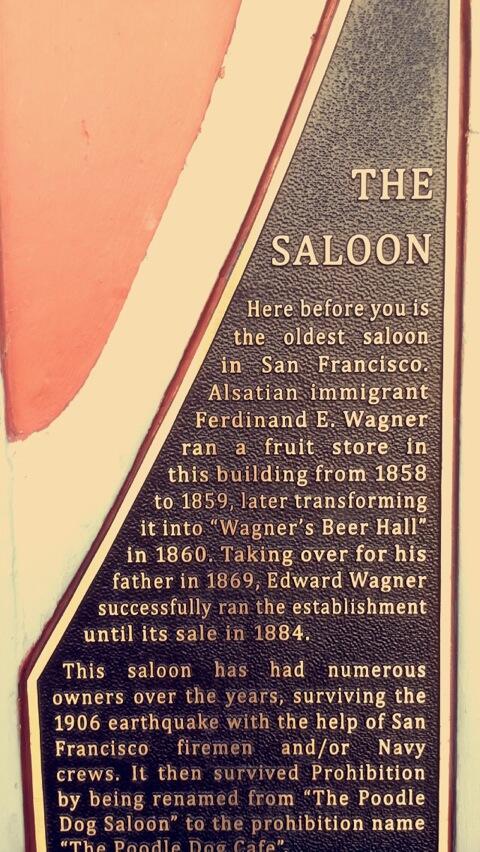 THE
SALOON
Here before you is
the oldest saloon
in San Francisco.
Alsatian immigrant
Ferdinand E. Wagner
ran a fruit store in
this building from 1858
to 1859, later transforming
it into “Wagner’s Beer Hall”
in 1860. Taking over for his
father in 1869, Edward Wagner
successfully ran the establishment
until its sale in 1884.
This saloon has had numerous
owners over the years, surviving the
1906 earthquake with the help of San
Francisco firemen and/or Navy
crews. It then survived Prohibition
by being renamed from “The Poodle
Dog Saloon” to the prohibition name
“The Poodle Dog Cafe”